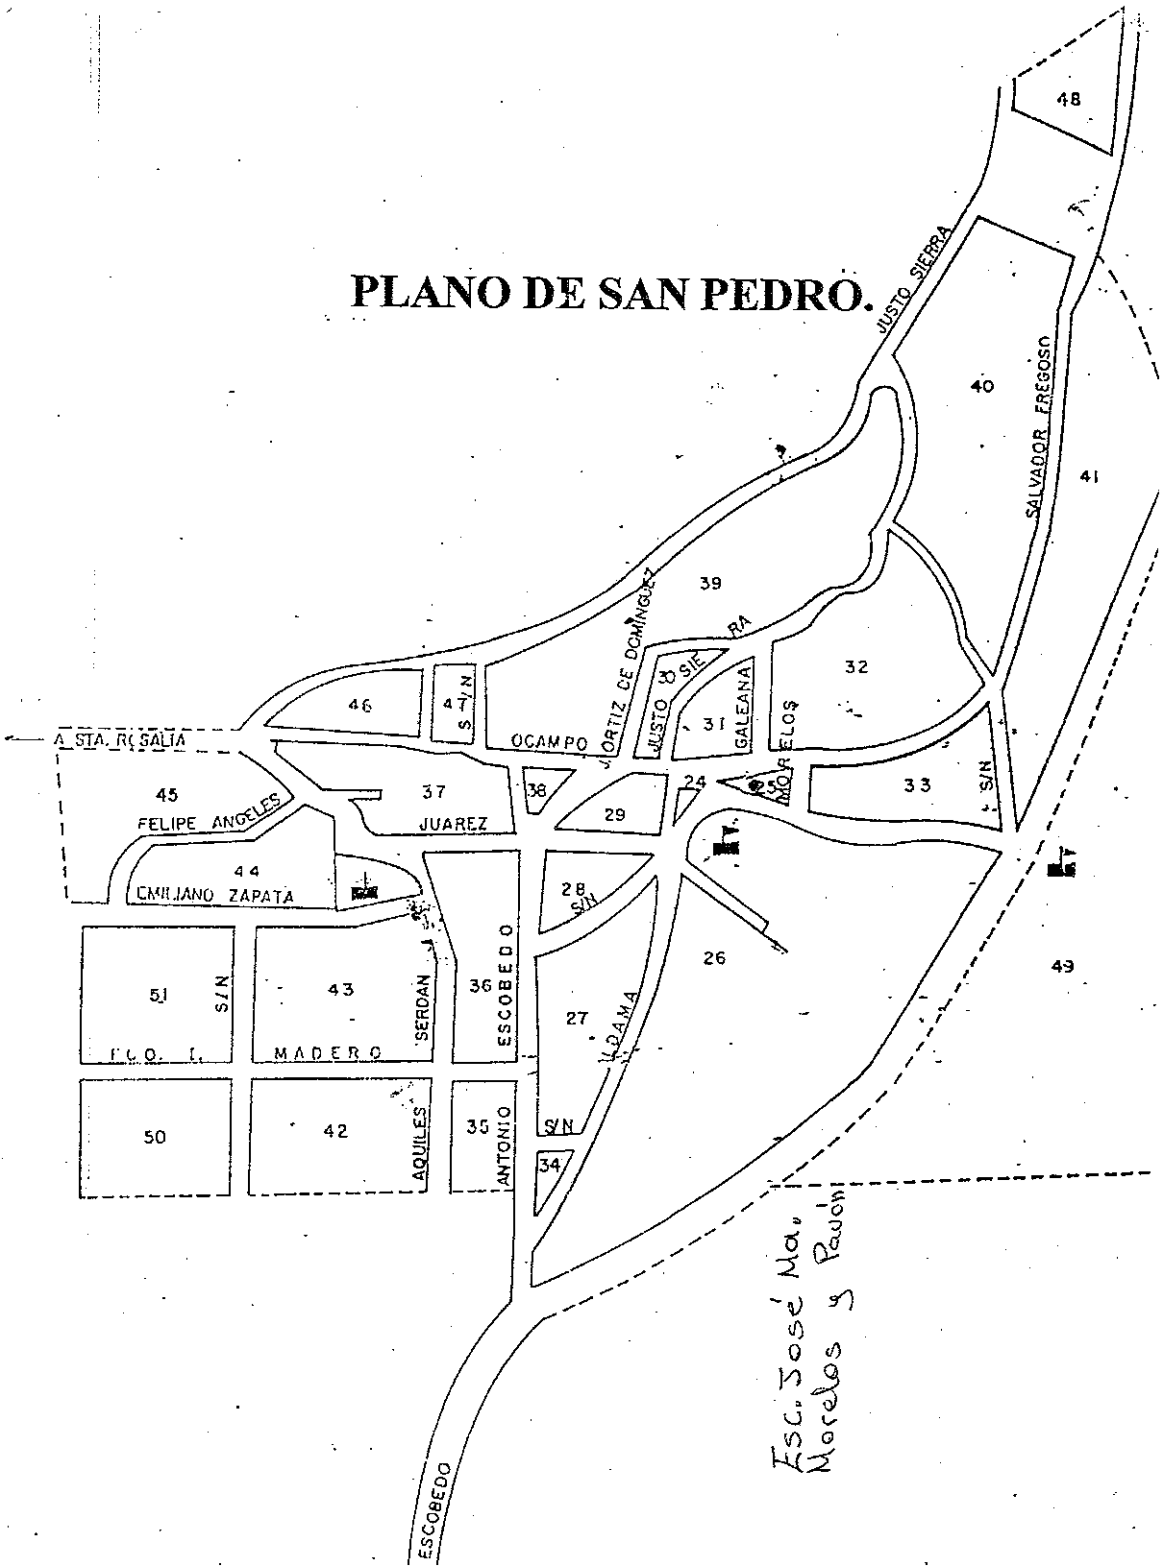 48
PLANO DE SAN PEDRO.
JUSTO SIERRA
40
SALVADOR FREGOSO
41
39
J. ORTIZ DE DOMINGUEZ
30
JUSTO SIE RA
32
46
47
S/N
31
GALEANA
MORELOS
A STA. ROSALIA
OCAMPO
45
37
38
24
25
33
S/N
FELIPE ANGELES
JUAREZ
29
44
28
S/N
EMILIANO ZAPATA
51
S/N
43
SERDAN
36
ESCOBEDO
27
26
49
FCO. I. MADERO
50
42
AQUILES
35
ANTONIO
S/N
34
Esc. José Ma.
Morelos y Pavón
ESCOBEDO